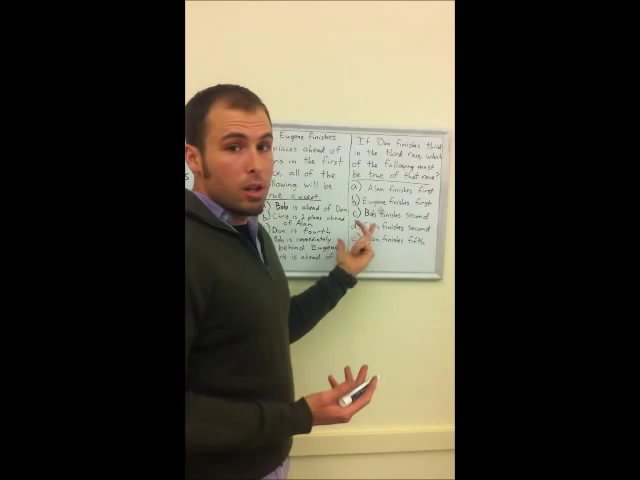 Eugene finishes
places ahead of
in the first
all of the
will be
true except
Bob is ahead of Don
b) Chris is 2 places ahead
of Alan
Don is fourth
Bob is immediately
behind Eugene
is ahead of
If Don finishes third
in the third race, which
of the following must
be true of that race?
a) Alan finishes first
b) Eugene finishes first
c) Bob finishes second
d) finishes second
finishes fifth